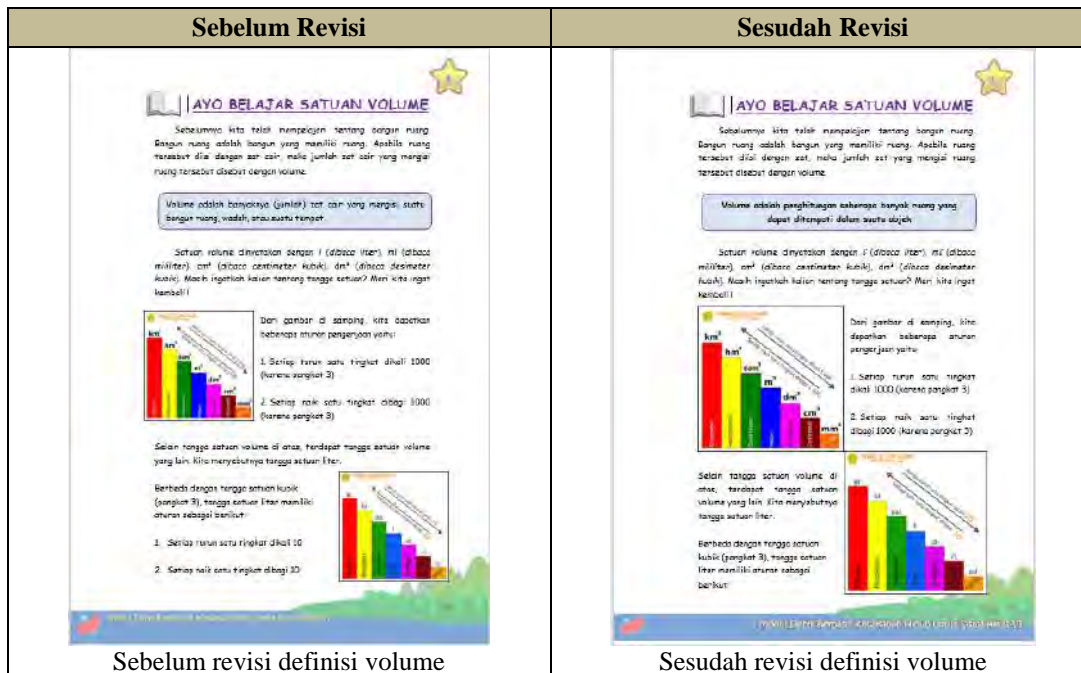 Sebelum Revisi
Sesudah Revisi
AYO BELAJAR SATUAN VOLUME
Sebelumnya kita telah mempelajari tentang bangun ruang.
Bangun ruang adalah bangun yang memiliki ruang. Apabila ruang
tersebut diisi dengan zat cair, maka jumlah zat cair yang mengisi
ruang tersebut disebut dengan volume.
Volume adalah banyaknya (jumlah) zat cair yang mengisi suatu
bangun ruang, wadah, atau suatu tempat
Satuan volume dinyatakan dengan l (dibaca liter), ml (dibaca
mililiter), cm³ (dibaca centimeter kubik), dm³ (dibaca desimeter
kubik). Masih ingatkah kalian tentang tangga satuan? Mari kita ingat
kembali!
km³
hm³
m³
dm³
Dari gambar di samping, kita dapatkan
beberapa aturan pengerjaan yaitu:
1. Setiap turun satu tingkat dikali 1000
(karena pangkat 3)
2. Setiap naik satu tingkat dibagi 1000
(karena pangkat 3)
Selain tangga satuan volume di atas, terdapat tangga satuan volume
yang lain. Kita menyebutnya tangga satuan liter.
Berbeda dengan tangga satuan kubik
(pangkat 3), tangga satuan liter memiliki
aturan sebagai berikut:
1. Setiap turun satu tingkat dikali 10
2. Setiap naik satu tingkat dibagi 10
Sebelum revisi definisi volume
AYO BELAJAR SATUAN VOLUME
Sebelumnya kita telah mempelajari tentang bangun ruang.
Bangun ruang adalah bangun yang memiliki ruang. Apabila ruang
tersebut diisi dengan zat, maka jumlah zat yang mengisi ruang
tersebut disebut dengan volume.
Volume adalah penghitungan seberapa banyak ruang yang
dapat ditempati dalam suatu objek
Satuan volume dinyatakan dengan l (dibaca liter), ml (dibaca
mililiter), cm³ (dibaca centimeter kubik), dm³ (dibaca desimeter
kubik). Masih ingatkah kalian tentang tangga satuan? Mari kita ingat
kembali!
km³
hm³
dam³
m³
dm³
cm³
mm³
Dari gambar di samping, kita
dapatkan beberapa aturan
pengerjaan yaitu:
1. Setiap turun satu tingkat
dikali 1000 (karena pangkat 3)
2. Setiap naik satu tingkat
dibagi 1000 (karena pangkat 3)
Selain tangga satuan volume di
atas, terdapat tangga satuan
volume yang lain. Kita menyebutnya
tangga satuan liter.
Berbeda dengan tangga satuan
kubik (pangkat 3), tangga satuan
liter memiliki aturan sebagai
berikut:
Sesudah revisi definisi volume